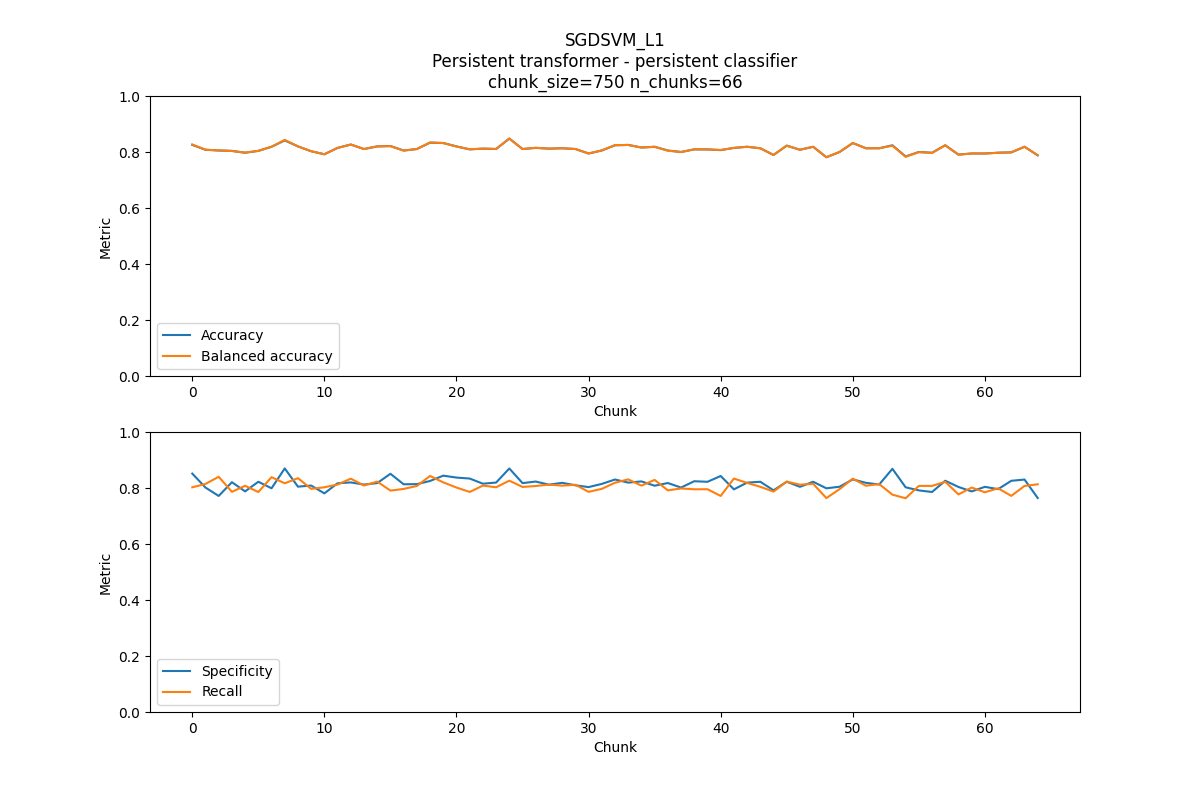 SGDSVM_L1
Persistent transformer - persistent classifier
chunk_size=750 n_chunks=66
1.0
0.8
0.6
0.4
0.2
0.0
Metric
Accuracy
Balanced accuracy
0 10 20 30 40 50 60
Chunk
1.0
0.8
0.6
0.4
0.2
0.0
Metric
Specificity
Recall
0 10 20 30 40 50 60
Chunk